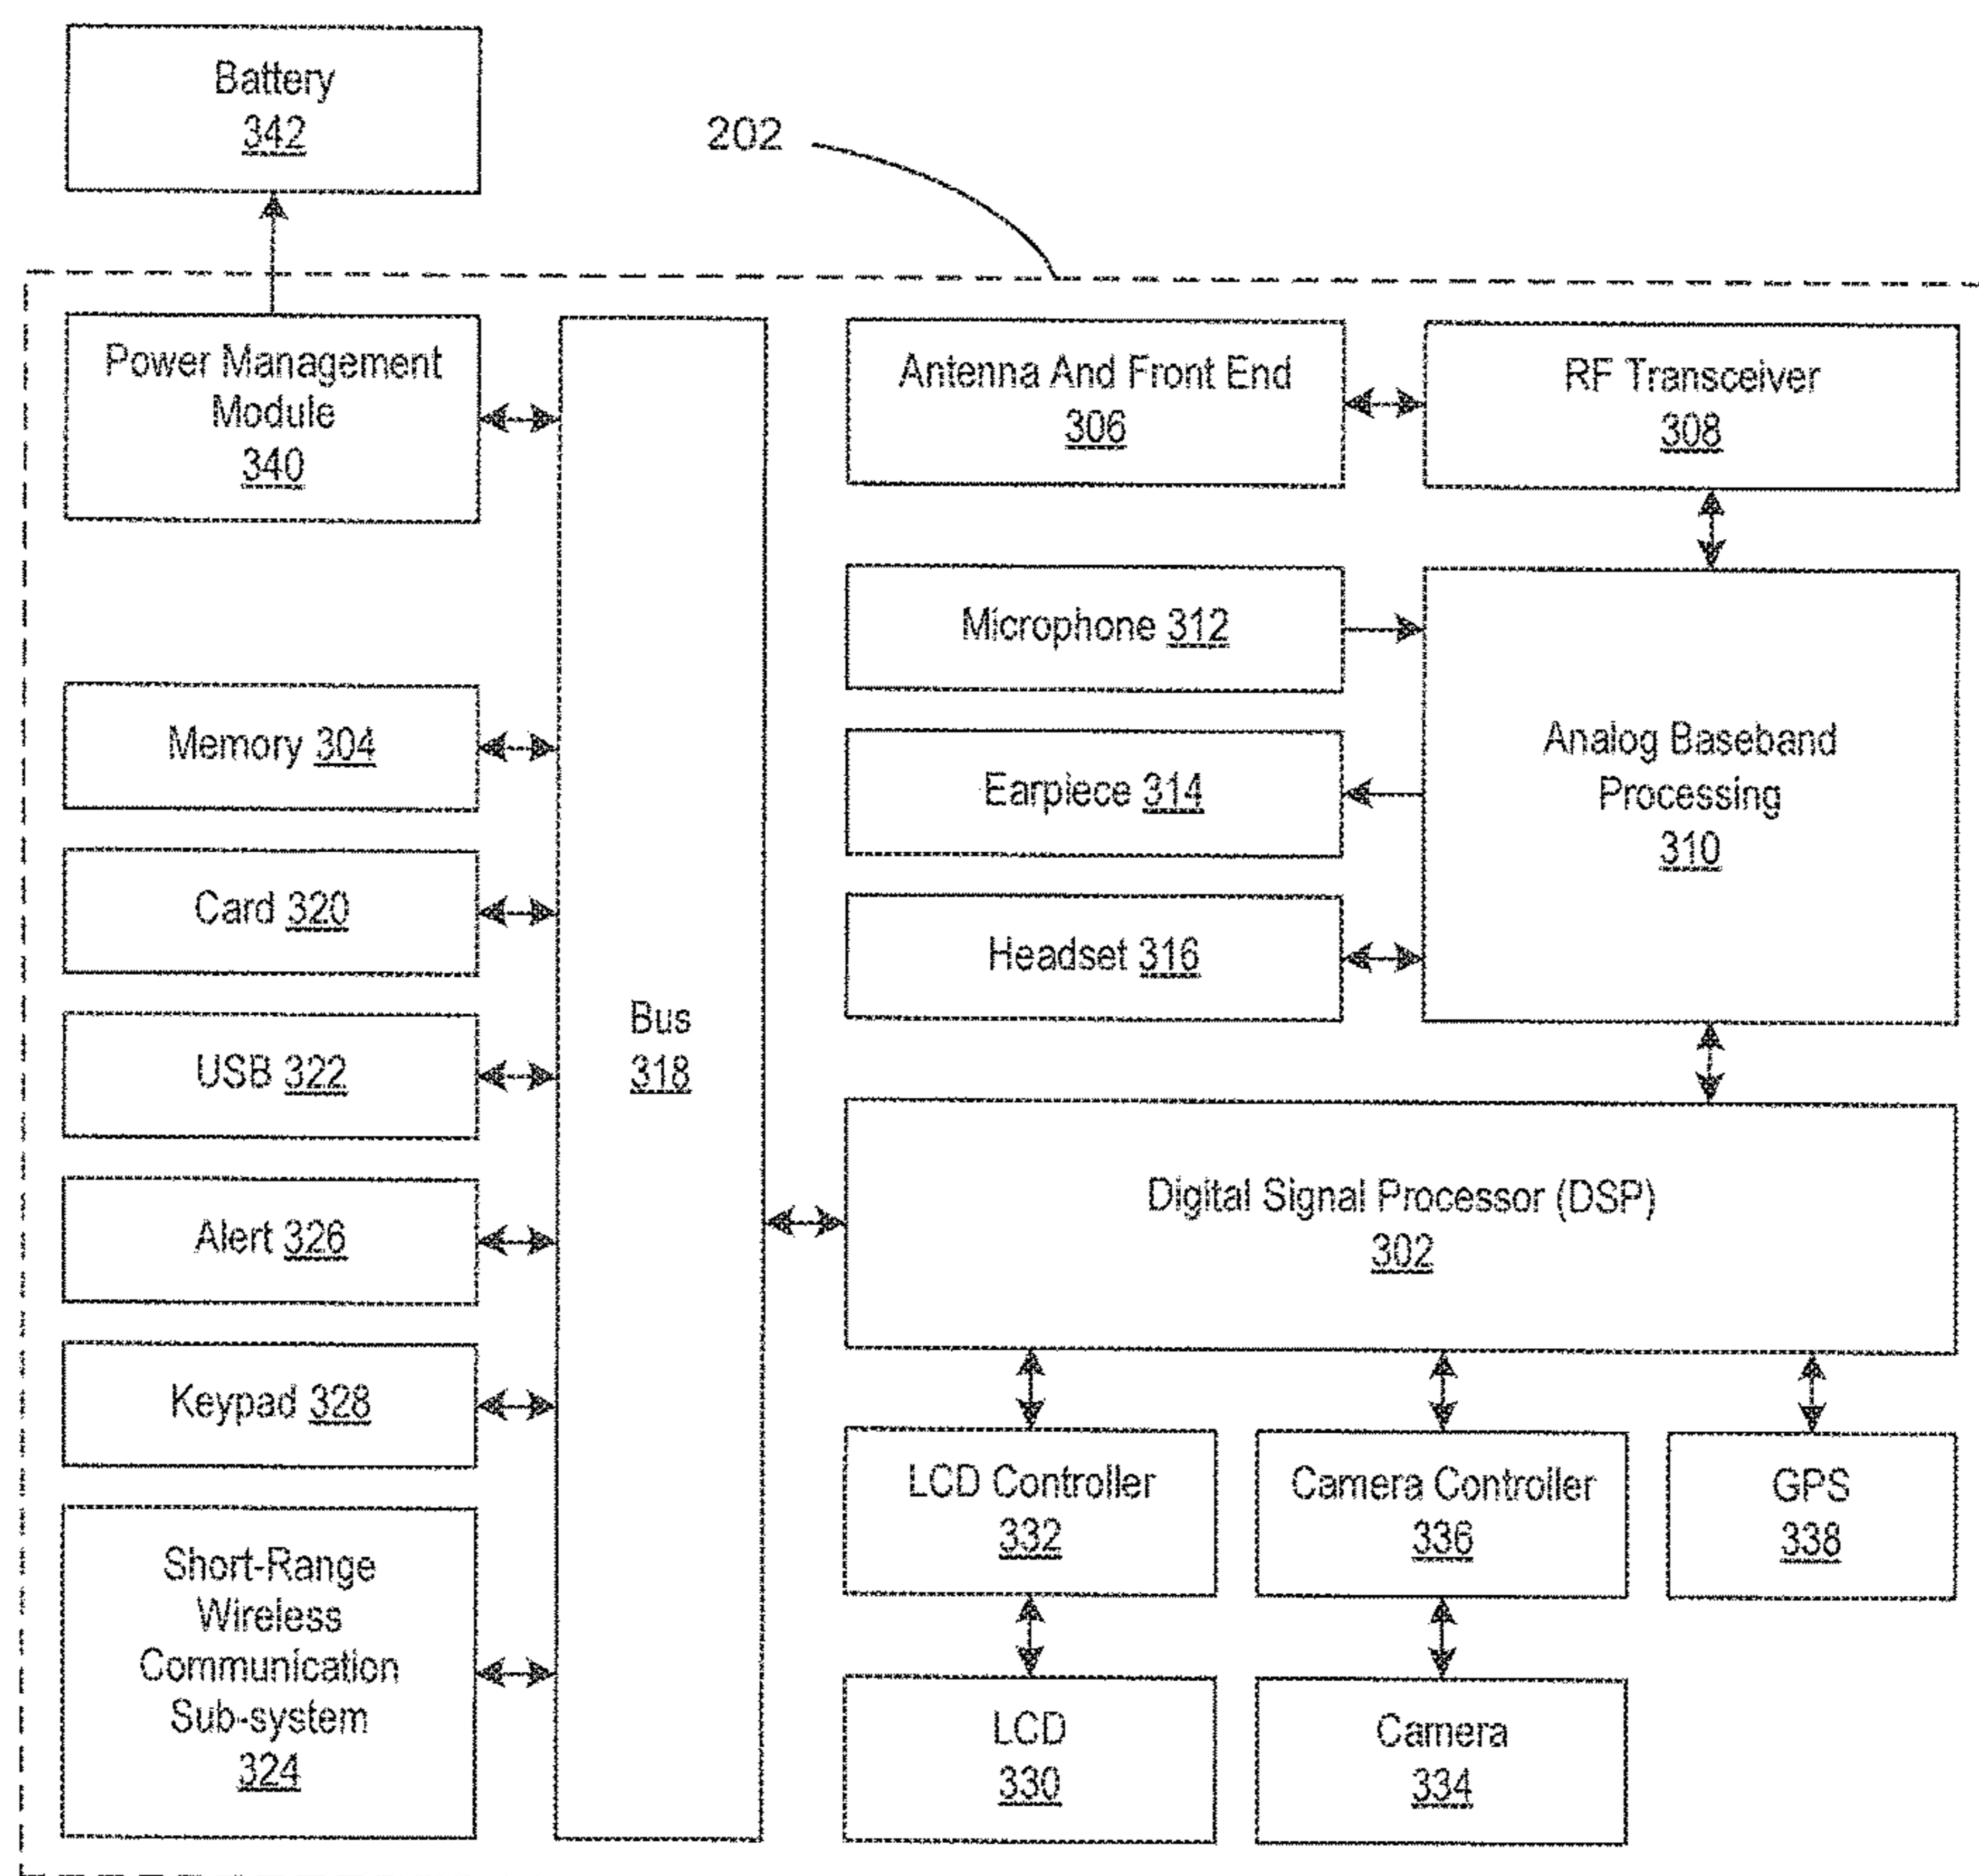 Battery
342
202
Power Management
Module
340
Antenna And Front End
306
RF Transceiver
308
Microphone 312
Memory 304
Earpiece 314
Analog Baseband
Processing
310
Card 320
Headset 316
Bus
318
USB 322
Alert 326
Digital Signal Processor (DSP)
302
Keypad 328
LCD Controller
332
Camera Controller
336
GPS
338
Short-Range
Wireless
Communication
Sub-system
324
LCD
330
Camera
334